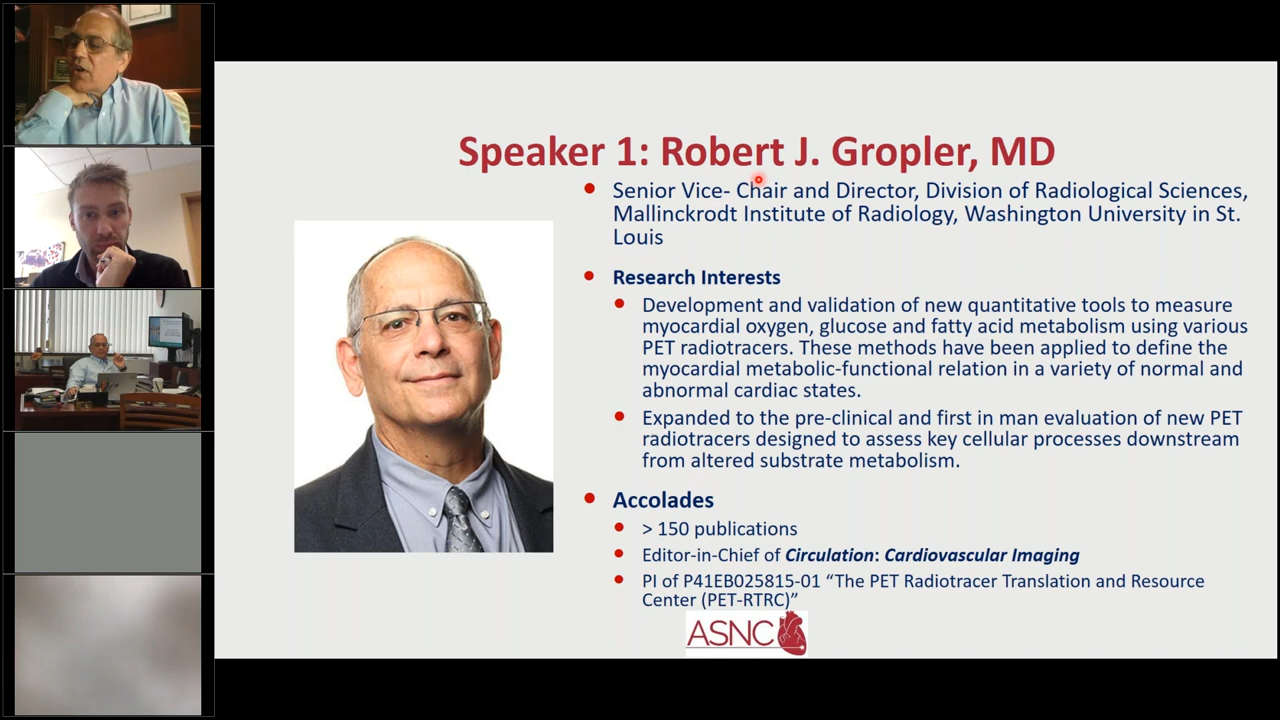 Speaker 1: Robert J. Gropler, MD
Senior Vice- Chair and Director, Division of Radiological Sciences,
Mallinckrodt Institute of Radiology, Washington University in St.
Louis
Research Interests
Development and validation of new quantitative tools to measure
myocardial oxygen, glucose and fatty acid metabolism using various
PET radiotracers. These methods have been applied to define the
myocardial metabolic-functional relation in a variety of normal and
abnormal cardiac states.
Expanded to the pre-clinical and first in man evaluation of new PET
radiotracers designed to assess key cellular processes downstream
from altered substrate metabolism.
Accolades
> 150 publications
Editor-in-Chief of Circulation: Cardiovascular Imaging
PI of P41EB025815-01 “The PET Radiotracer Translation and Resource
Center (PET-RTRC)”
ASNC